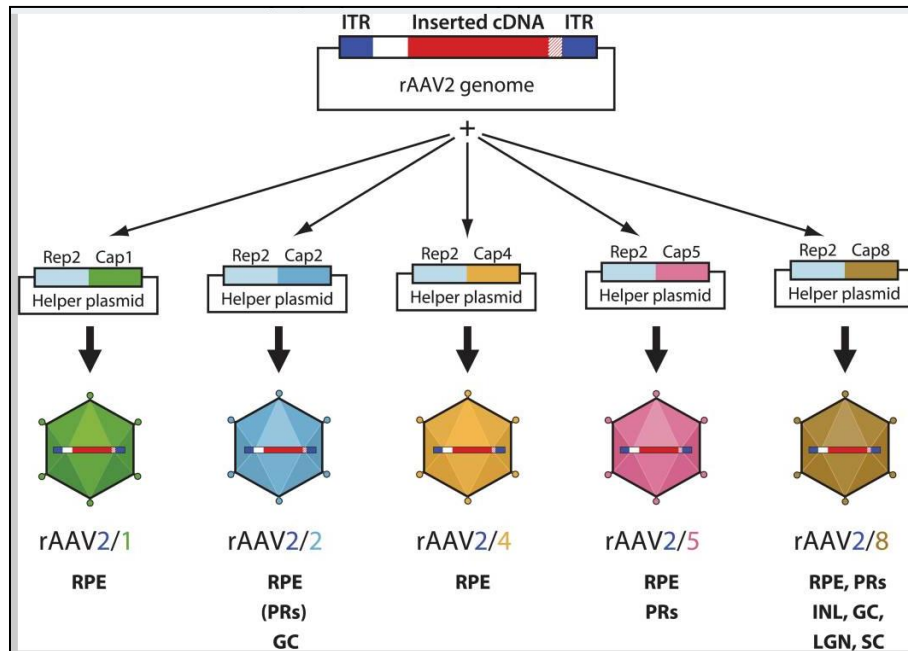 ITR Inserted cDNA ITR
rAAV2 genome
+
Rep2 Cap1
Helper plasmid
Rep2 Cap2
Helper plasmid
Rep2 Cap4
Helper plasmid
Rep2 Cap5
Helper plasmid
Rep2 Cap8
Helper plasmid
rAAV2/1
RPE
rAAV2/2
RPE
(PRs)
GC
rAAV2/4
RPE
rAAV2/5
RPE
PRs
rAAV2/8
RPE, PRs
INL, GC,
LGN, SC